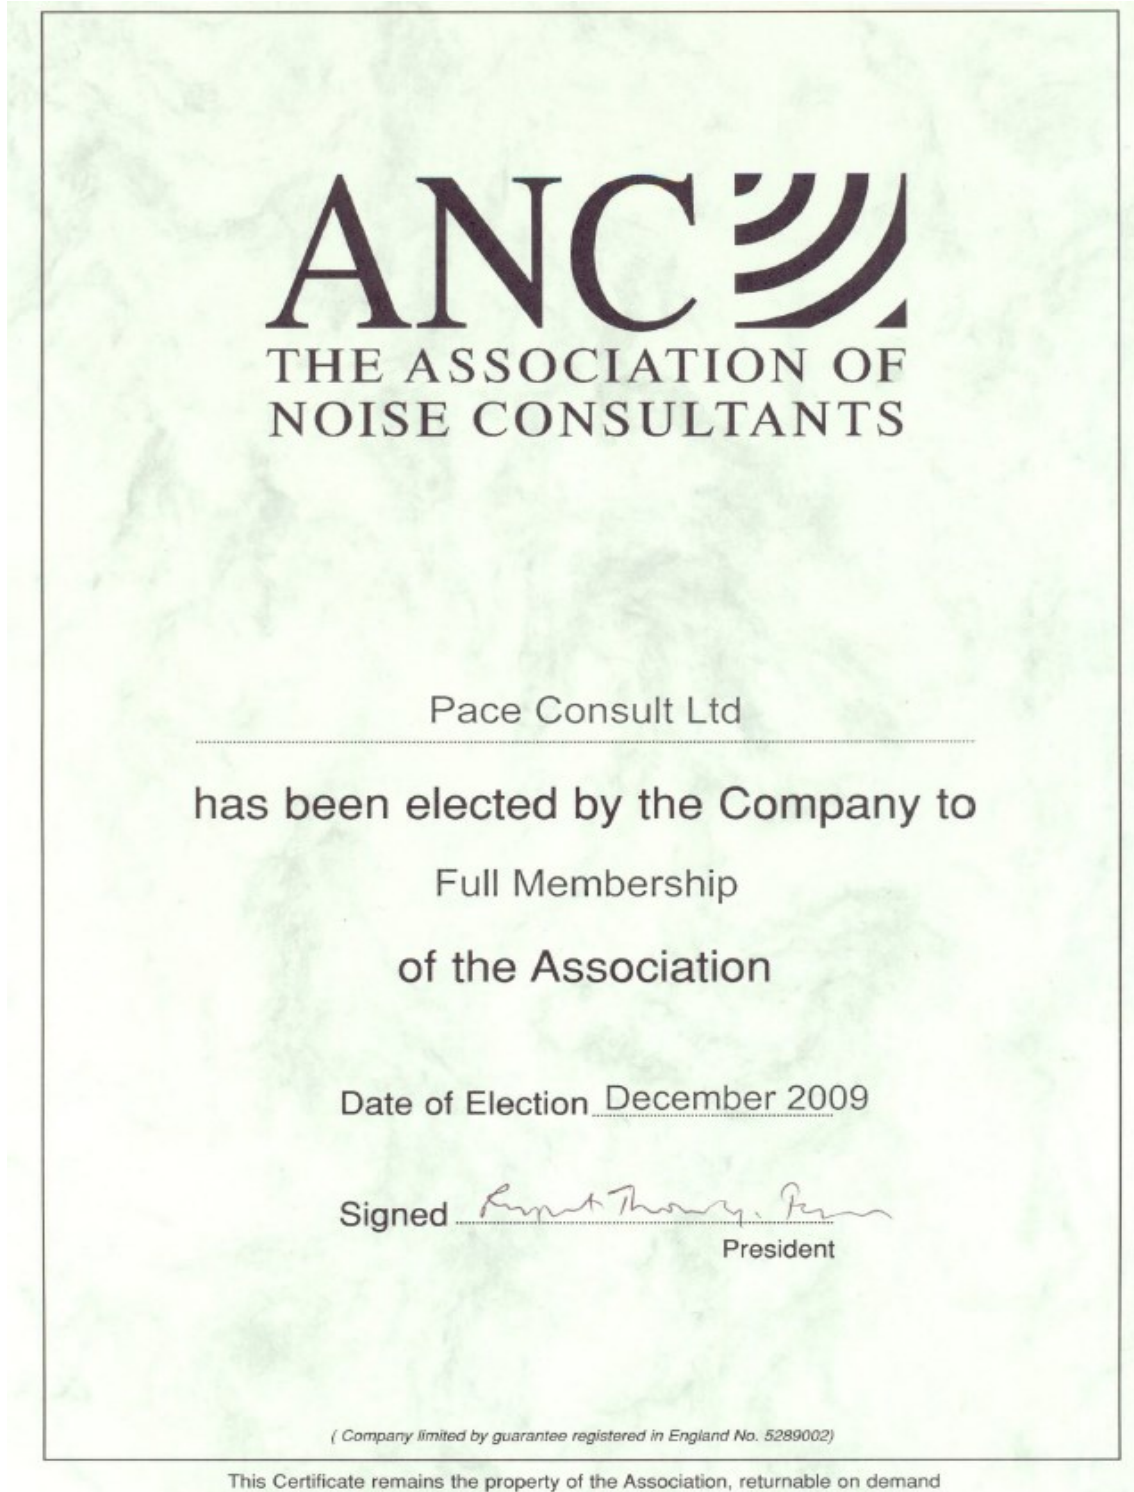 ANC
THE ASSOCIATION OF
NOISE CONSULTANTS
Pace Consult Ltd
has been elected by the Company to
Full Membership
of the Association
Date of Election December 2009
Signed
President
( Company limited by guarantee registered in England No. 5289002)
This Certificate remains the property of the Association, returnable on demand